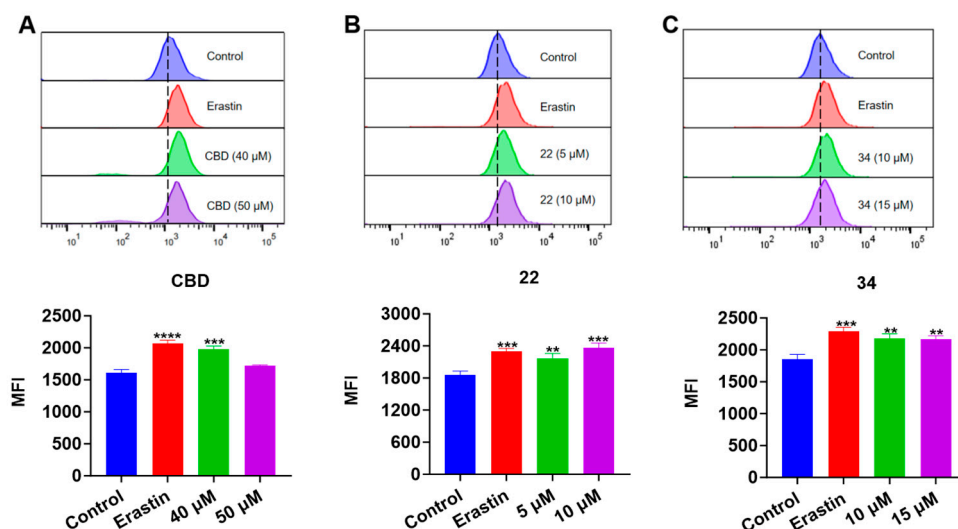 A
Control
Erastin
CBD (40 µM)
CBD (50 µM)
10¹ 10² 10³ 10⁴ 10⁵
B
Control
Erastin
22 (5 µM)
22 (10 µM)
10¹ 10² 10³ 10⁴ 10⁵
C
Control
Erastin
34 (10 µM)
34 (15 µM)
10¹ 10² 10³ 10⁴ 10⁵
CBD
MFI
2500
2000
1500
1000
500
0
****
***
Control Erastin 40 µM 50 µM
22
MFI
3000
2400
1800
1200
600
0
***
**
***
Control Erastin 5 µM 10 µM
34
MFI
2500
2000
1500
1000
500
0
***
**
**
Control Erastin 10 µM 15 µM